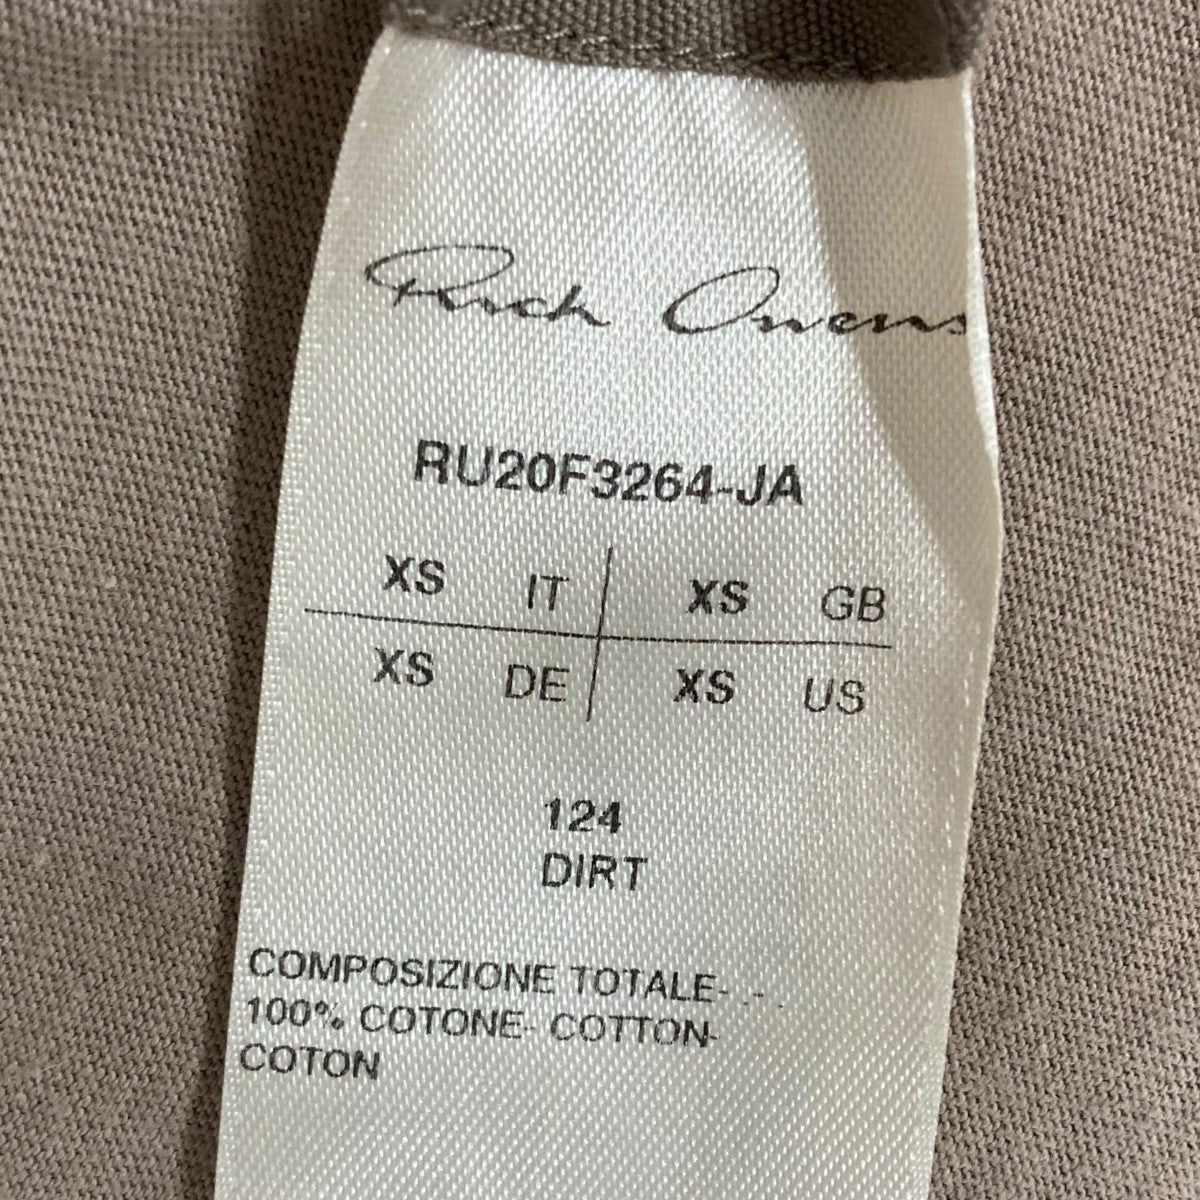 Rick Owens
RU20F3264-JA
XS IT XS GB
XS DE XS US
124
DIRT
COMPOSIZIONE TOTALE- .- .
100% COTONE- COTTON-
COTON